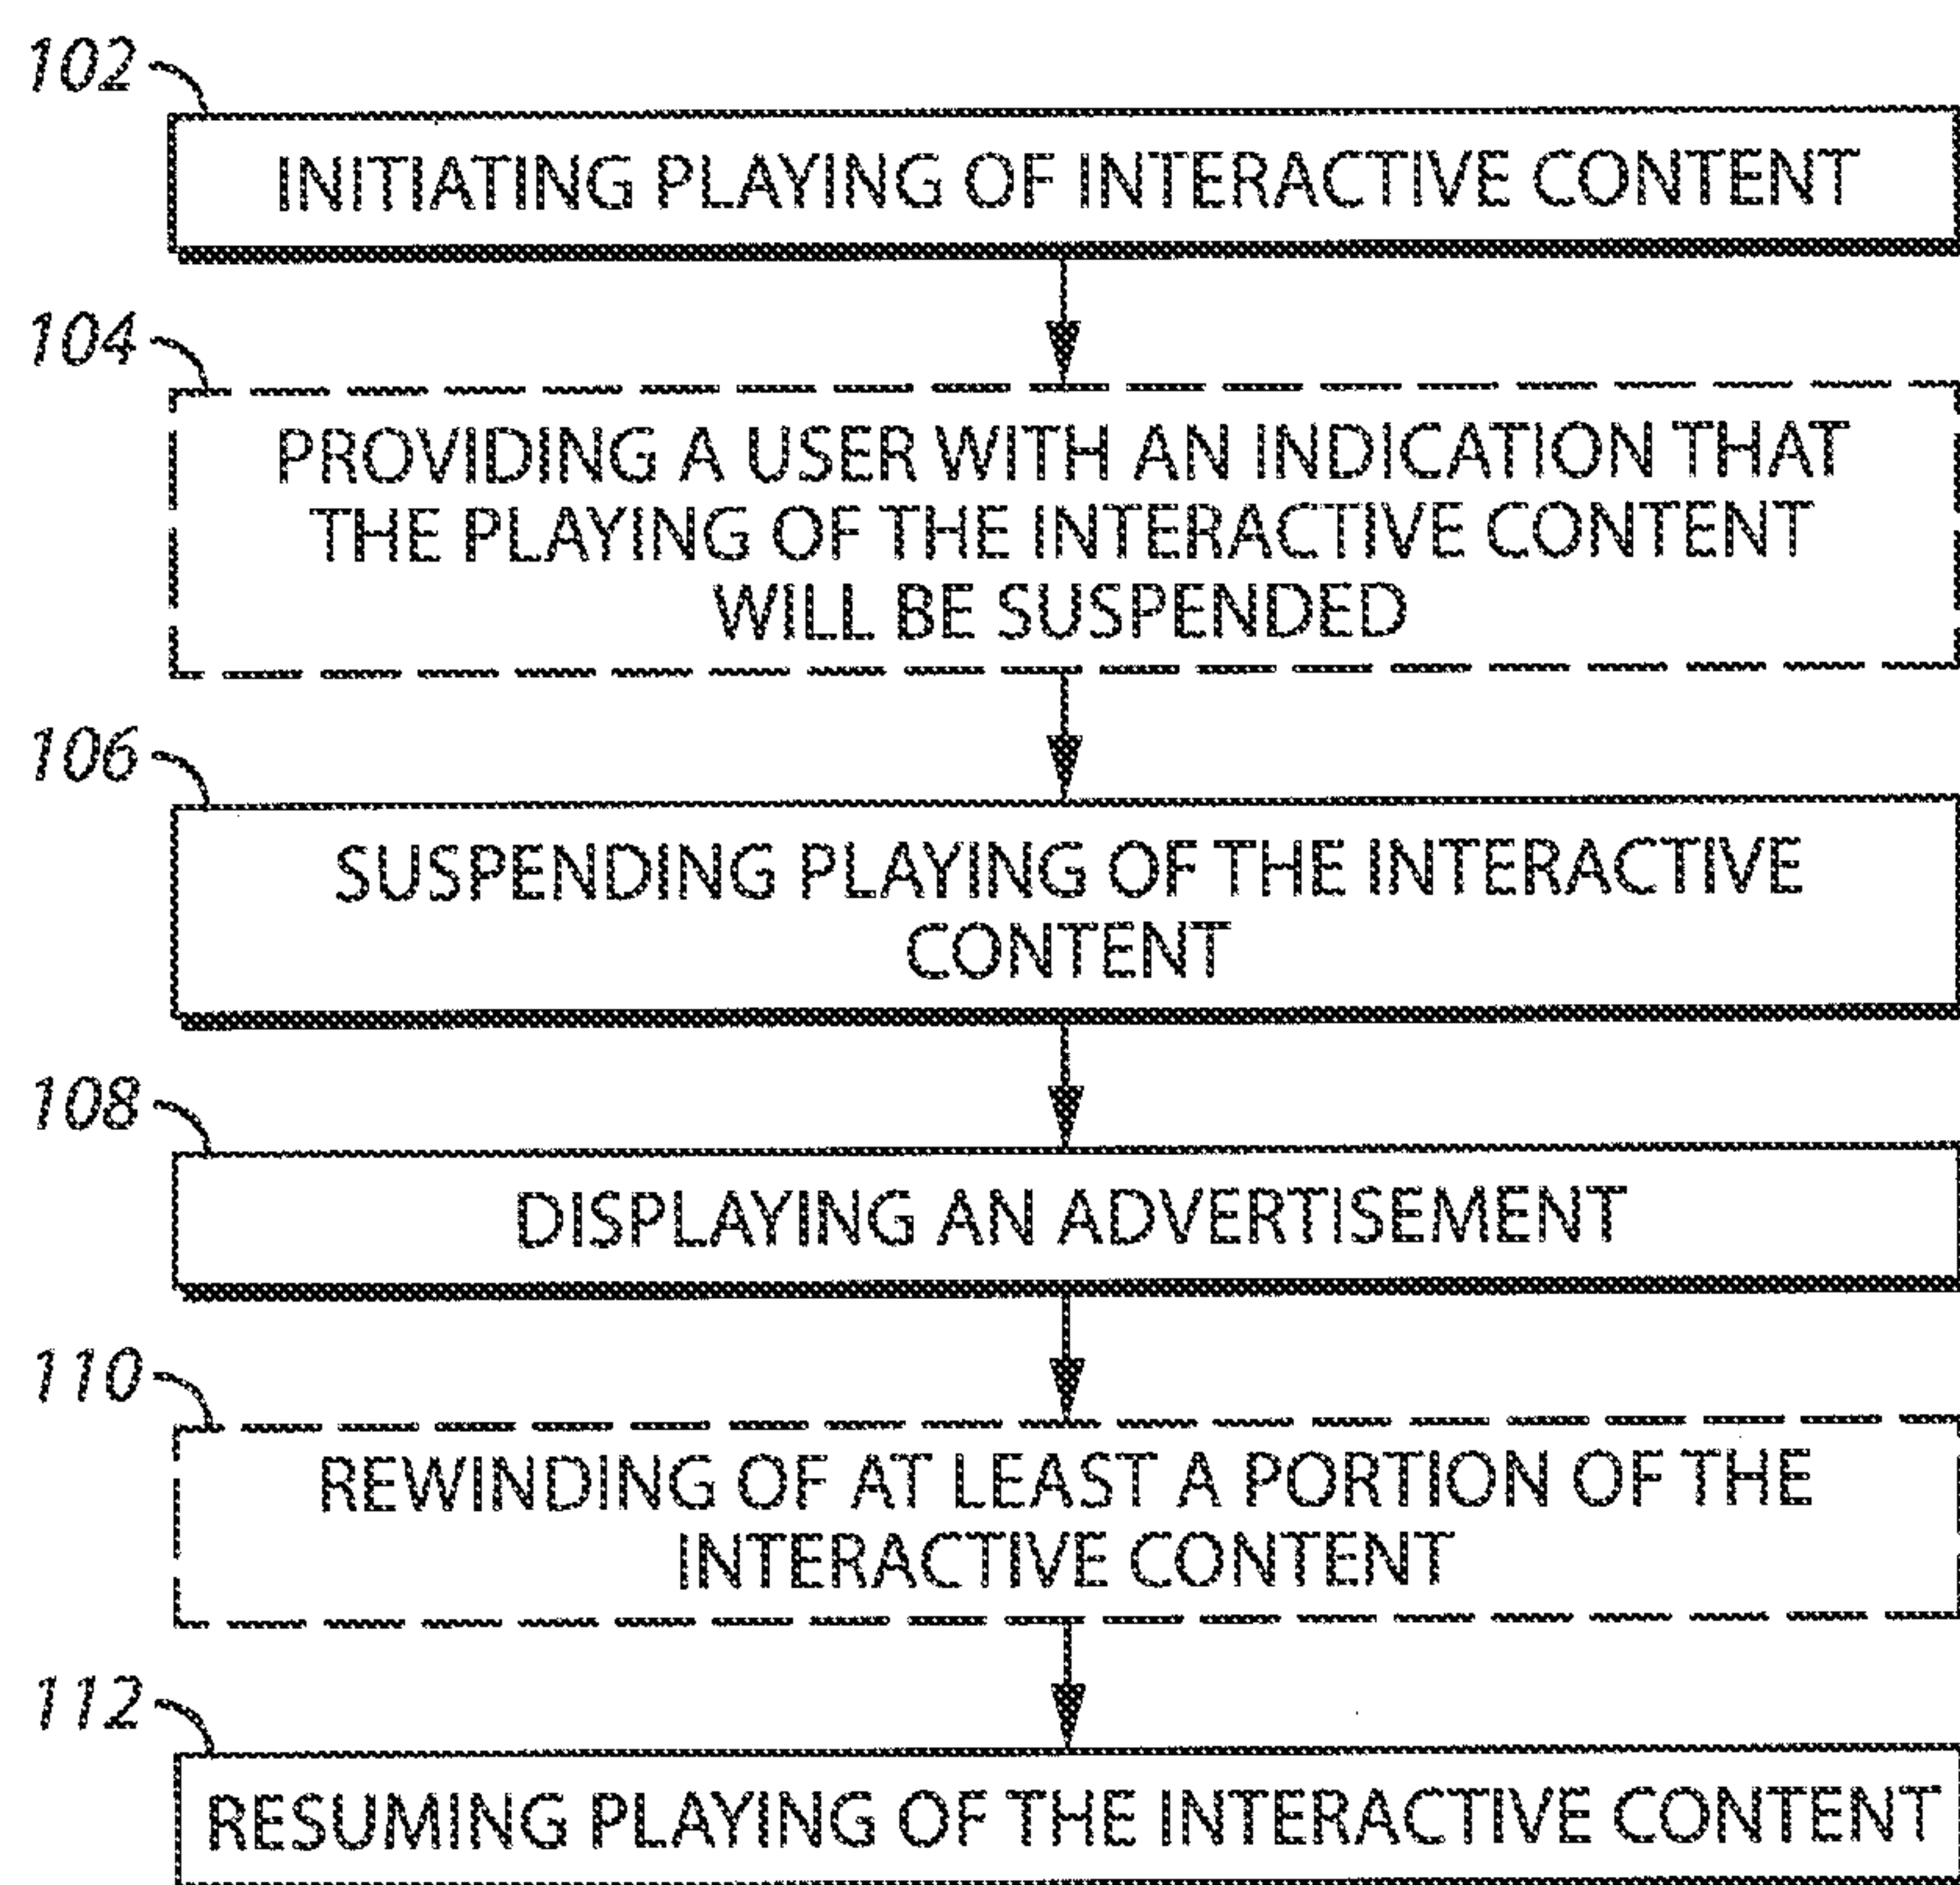 102
INITIATING PLAYING OF INTERACTIVE CONTENT
104
PROVIDING A USER WITH AN INDICATION THAT
THE PLAYING OF THE INTERACTIVE CONTENT
WILL BE SUSPENDED
106
SUSPENDING PLAYING OF THE INTERACTIVE
CONTENT
108
DISPLAYING AN ADVERTISEMENT
110
REWINDING OF AT LEAST A PORTION OF THE
INTERACTIVE CONTENT
112
RESUMING PLAYING OF THE INTERACTIVE CONTENT